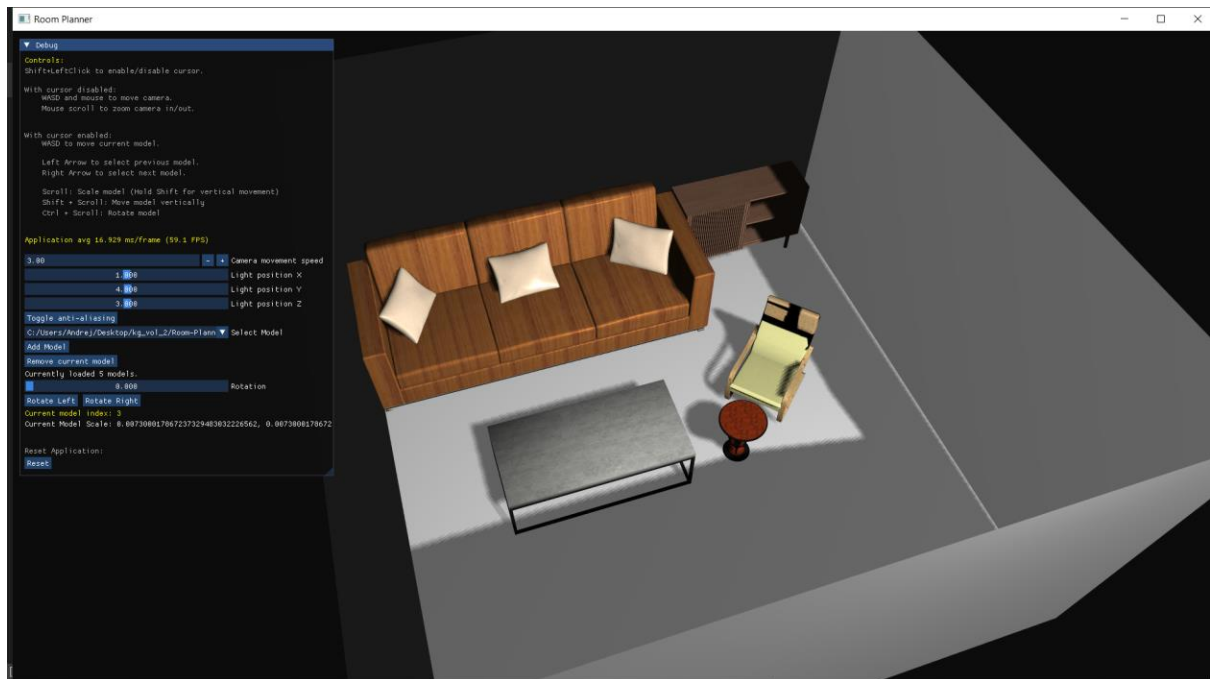 Room Planner
Debug
Controls:
Shift+LeftClick to enable/disable cursor.
With cursor disabled:
WASD and mouse to move camera.
Mouse scroll to zoom camera in/out.
With cursor enabled:
WASD to move current model.
Left Arrow to select previous model.
Right Arrow to select next model.
Scroll: Scale model (Hold Shift for vertical movement)
Shift + Scroll: Move model vertically
Ctrl + Scroll: Rotate model
Application avg 16.929 ms/frame (59.1 FPS)
3.00 - + Camera movement speed
1.000 Light position X
4.000 Light position Y
3.000 Light position Z
Toggle anti-aliasing
C:/Users/Andrej/Desktop/kg_vol_2/Room-Plann Select Model
Add Model
Remove current model
Currently loaded 5 models.
0.000 Rotation
Rotate Left Rotate Right
Current model index: 3
Current Model Scale:
Reset Application:
Reset